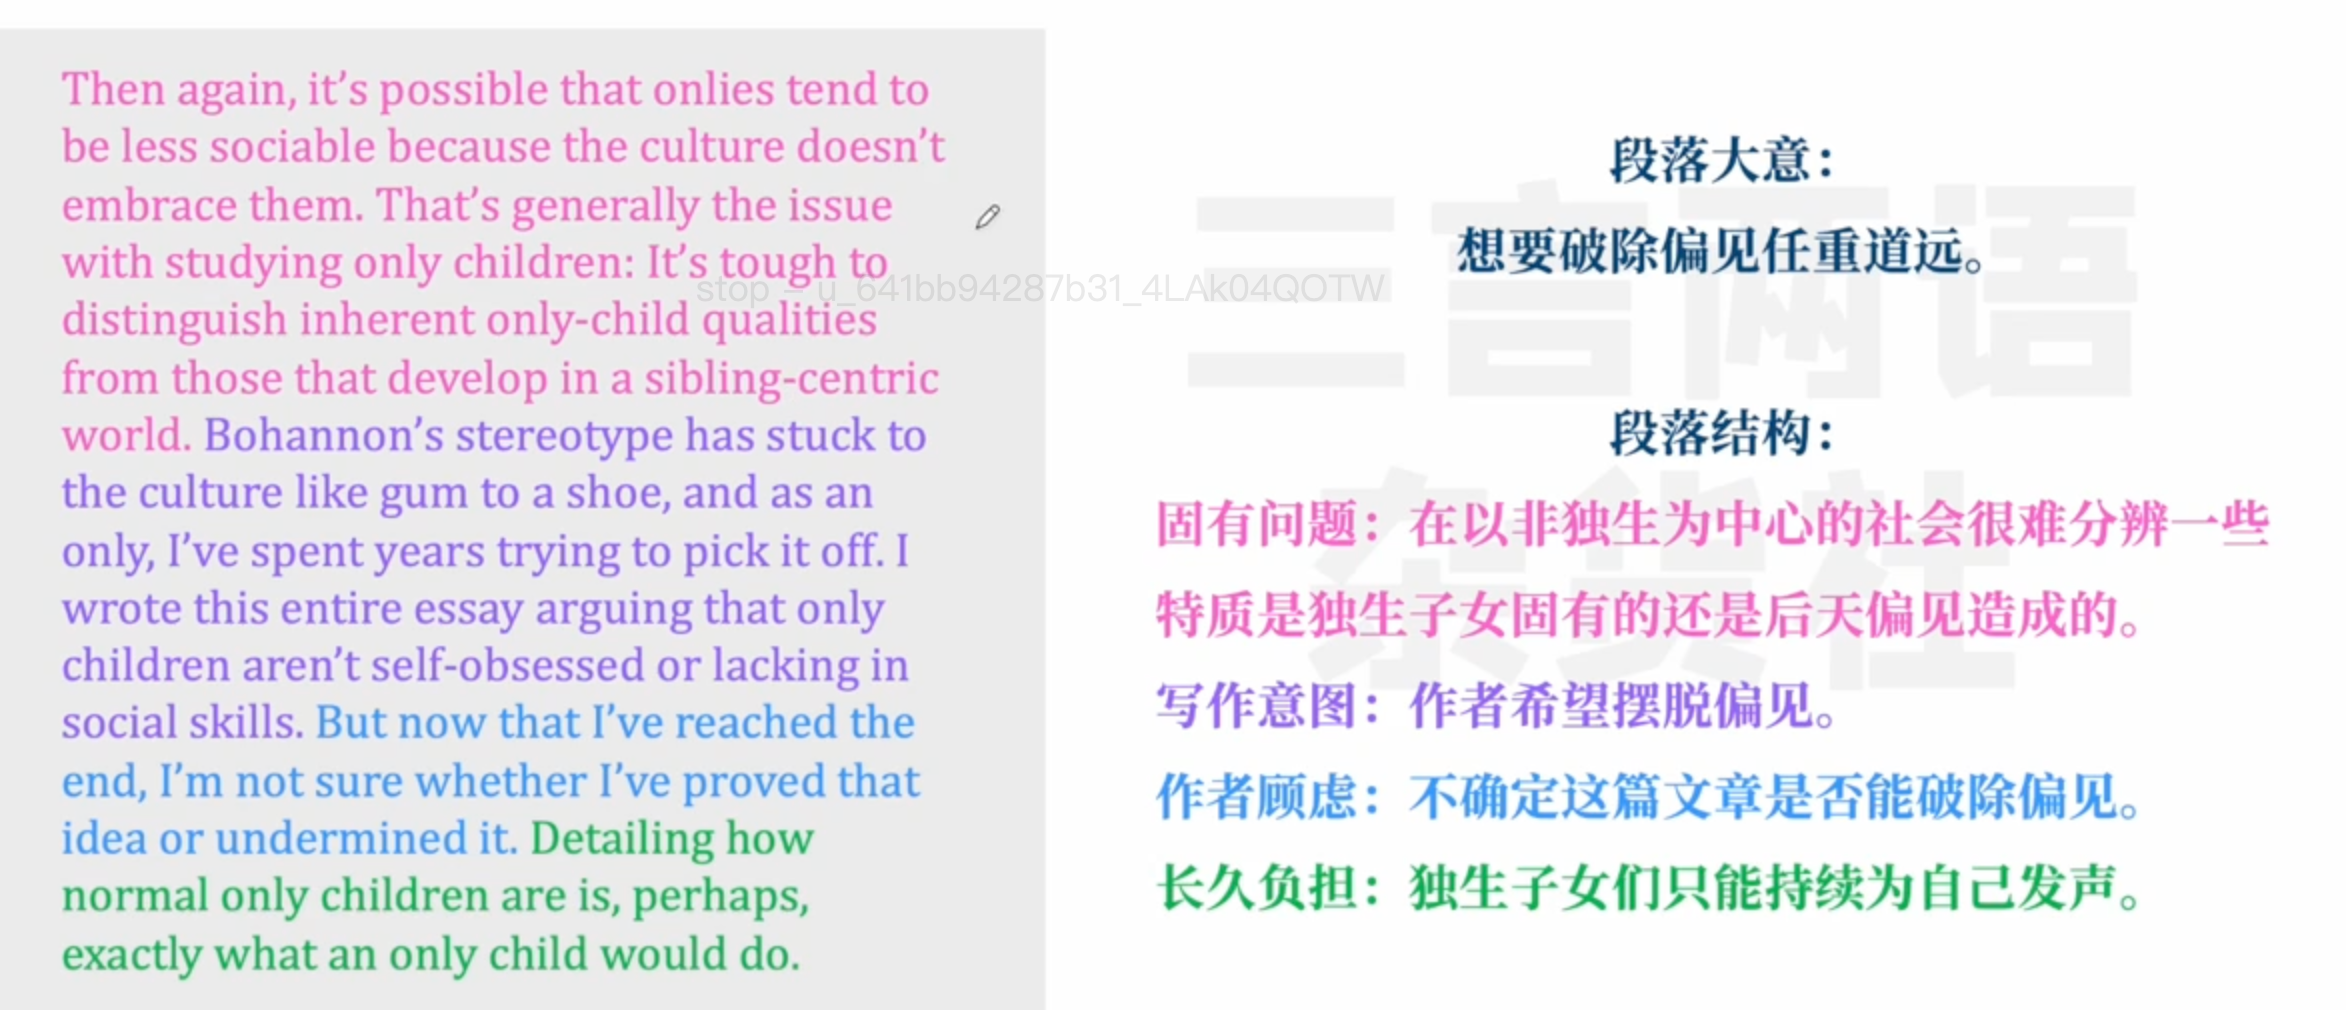 Then again, it’s possible that onlies tend to
be less sociable because the culture doesn’t
embrace them. That’s generally the issue
with studying only children: It’s tough to
distinguish inherent only-child qualities
from those that develop in a sibling-centric
world. Bohannon’s stereotype has stuck to
the culture like gum to a shoe, and as an
only, I’ve spent years trying to pick it off. I
wrote this entire essay arguing that only
children aren’t self-obsessed or lacking in
social skills. But now that I’ve reached the
end, I’m not sure whether I’ve proved that
idea or undermined it. Detailing how
normal only children are is, perhaps,
exactly what an only child would do.
stop - u_641bb94287b31_4LAk04QOTW
三言两语
杂货社
段落大意：
想要破除偏见任重道远。
段落结构：
固有问题：在以非独生为中心的社会很难分辨一些
特质是独生子女固有的还是后天偏见造成的。
写作意图：作者希望摆脱偏见。
作者顾虑：不确定这篇文章是否能破除偏见。
长久负担：独生子女们只能持续为自己发声。